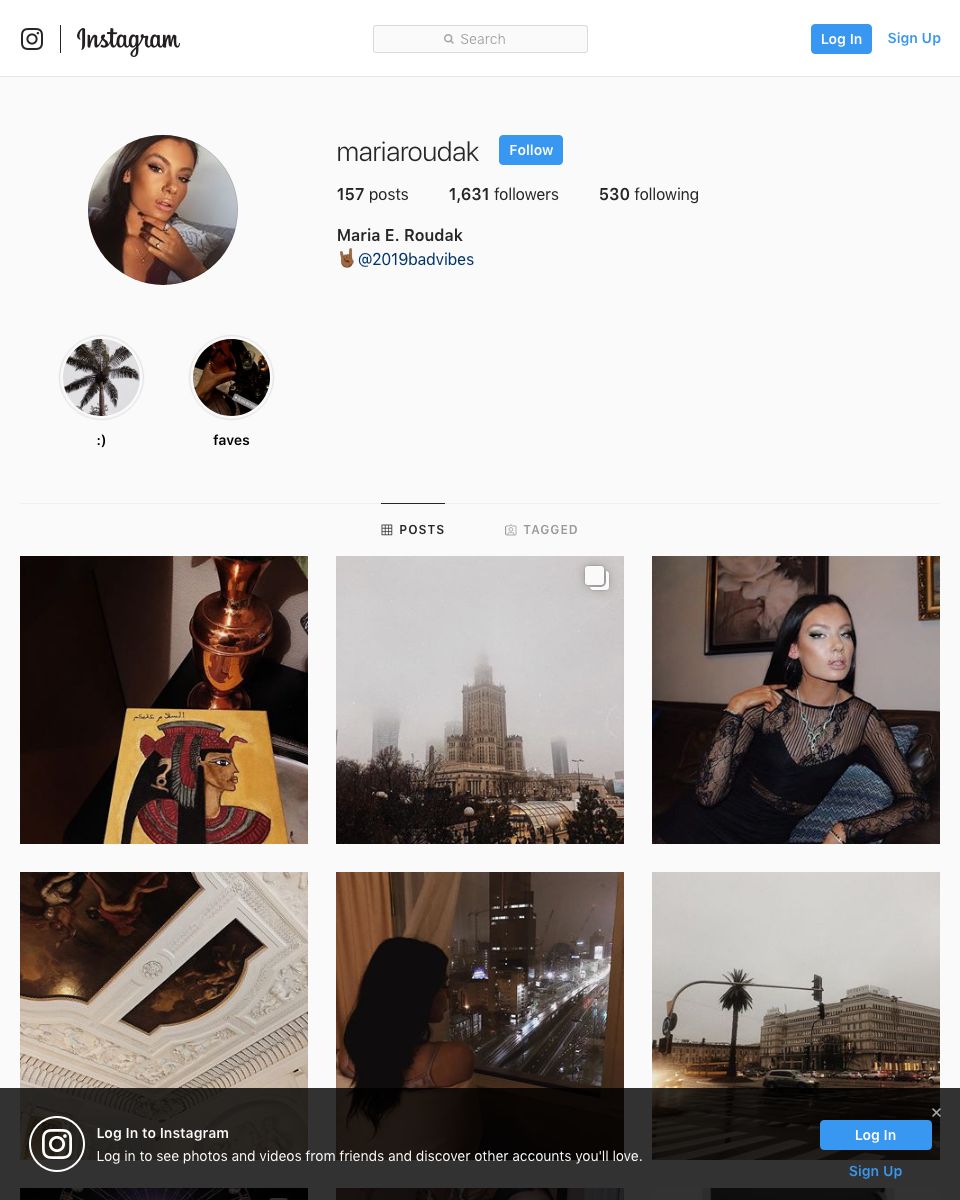 Instagram
Search
Log In
Sign Up
mariaroudak
Follow
157 posts
1,631 followers
530 following
Maria E. Roudak
🤘🏾@2019badvibes
:)
faves
POSTS
TAGGED
السلام عليكم
Log In to Instagram
Log in to see photos and videos from friends and discover other accounts you'll love.
Log In
Sign Up